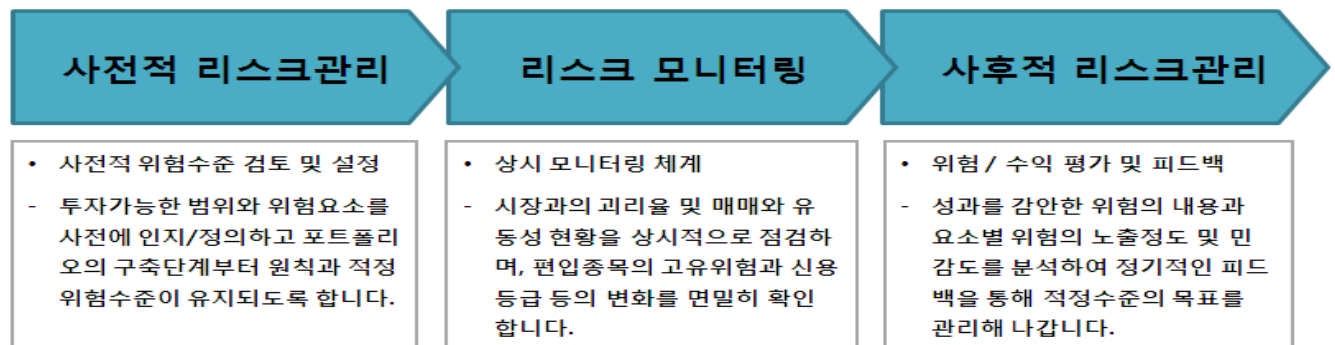 사전적 리스크관리
리스크 모니터링
사후적 리스크관리
• 사전적 위험수준 검토 및 설정
- 투자가능한 범위와 위험요소를
사전에 인지/정의하고 포트폴리
오의 구축단계부터 원칙과 적정
위험수준이 유지되도록 합니다.
• 상시 모니터링 체계
- 시장과의 괴리율 및 매매와 유
동성 현황을 상시적으로 점검하
며, 편입종목의 고유위험과 신용
등급 등의 변화를 면밀히 확인
합니다.
• 위험 / 수익 평가 및 피드백
- 성과를 감안한 위험의 내용과
요소별 위험의 노출정도 및 민
감도를 분석하여 정기적인 피드
백을 통해 적정수준의 목표를
관리해 나갑니다.